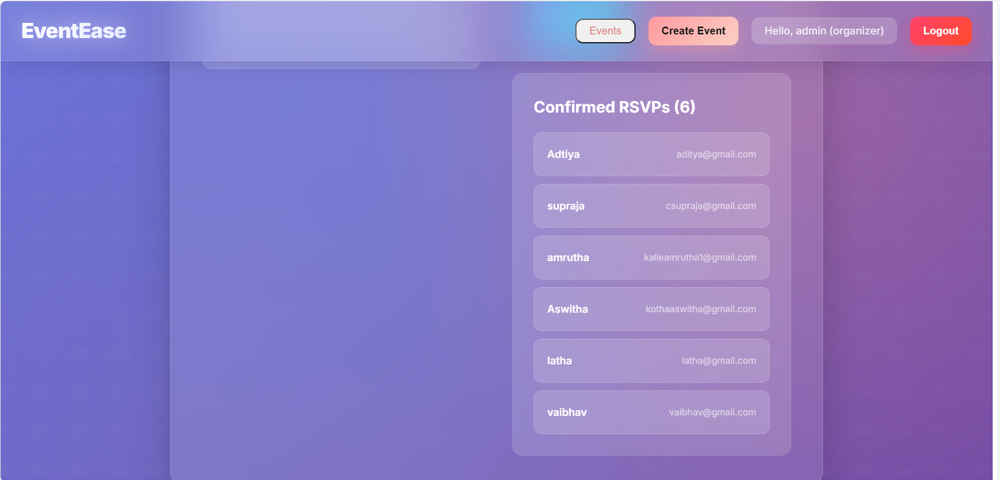 EventEase
Events
Create Event
Hello, admin (organizer)
Logout
Confirmed RSVPs (6)
Adtiya aditya@gmail.com
supraja csupraja@gmail.com
amrutha kalleamrutha1@gmail.com
Aswitha kothaaswitha@gmail.com
latha latha@gmail.com
vaibhav vaibhav@gmail.com